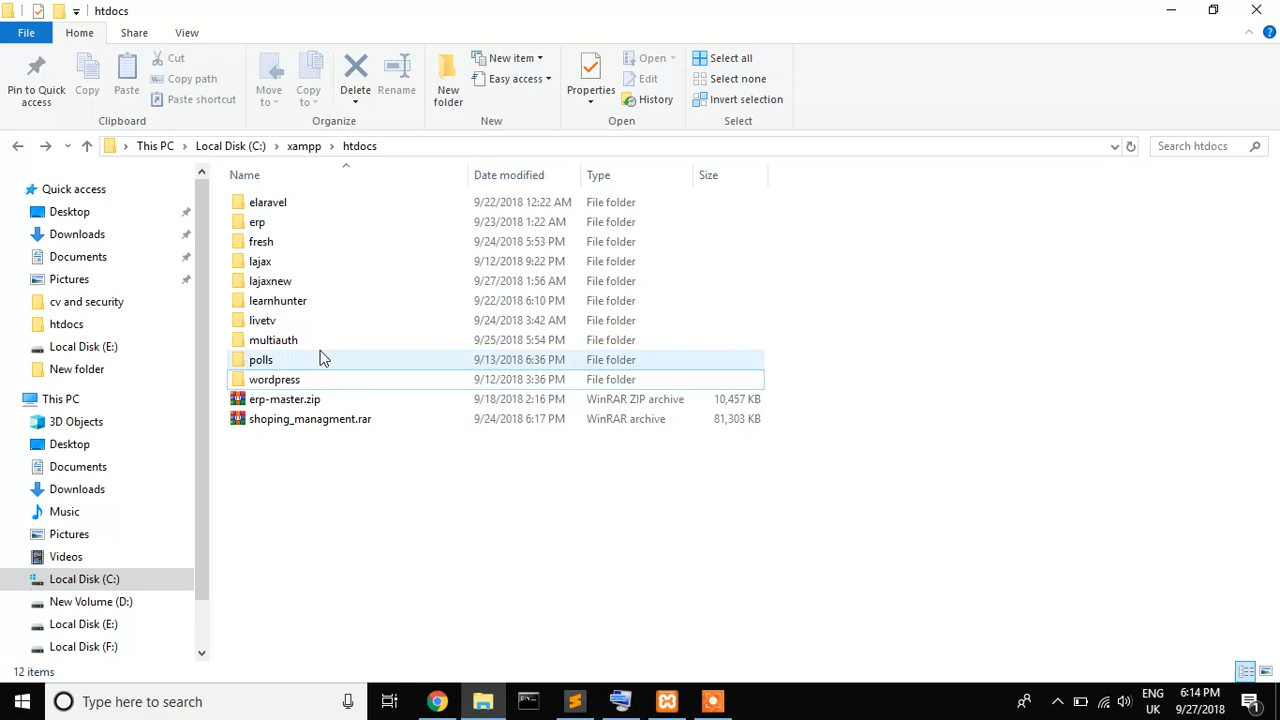 htdocs
File Home Share View
Pin to Quick access
Copy
Paste
Cut
Copy path
Paste shortcut
Clipboard
Move to
Copy to
Delete
Rename
Organize
New folder
New item
Easy access
New
Properties
Open
Edit
History
Open
Select all
Select none
Invert selection
Select
This PC > Local Disk (C:) > xampp > htdocs
Search htdocs
Quick access
Desktop
Downloads
Documents
Pictures
cv and security
htdocs
Local Disk (E:)
New folder
This PC
3D Objects
Desktop
Documents
Downloads
Music
Pictures
Videos
Local Disk (C:)
New Volume (D:)
Local Disk (E:)
Local Disk (F:)
Name Date modified Type Size
elaravel 9/22/2018 12:22 AM File folder
erp 9/23/2018 1:22 AM File folder
fresh 9/24/2018 5:53 PM File folder
lajax 9/12/2018 9:22 PM File folder
lajaxnew 9/27/2018 1:56 AM File folder
learnhunter 9/22/2018 6:10 PM File folder
livetv 9/24/2018 3:42 AM File folder
multiauth 9/25/2018 5:54 PM File folder
polls 9/13/2018 6:36 PM File folder
wordpress 9/12/2018 3:36 PM File folder
erp-master.zip 9/18/2018 2:16 PM WinRAR ZIP archive 10,457 KB
shoping_managment.rar 9/24/2018 6:17 PM WinRAR archive 81,303 KB
12 items
Type here to search
ENG
UK
6:14 PM
9/27/2018
1